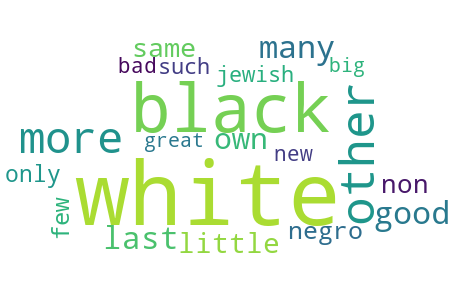 same
many
bad
such
jewish
big
black
other
more
great
own
new
only
white
non
few
good
last
little
negro